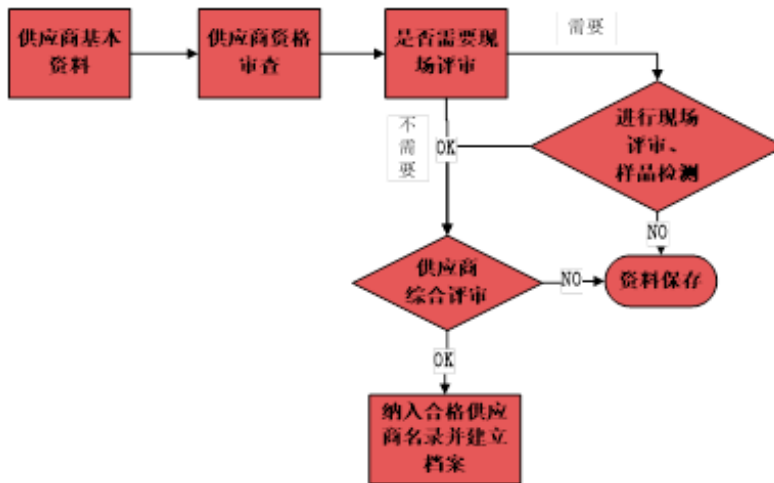 供应商基本
资料
供应商资格
审查
是否需要现
场评审
需要
进行现场
评审、
样品检测
不
需
要
OK
NO
供应商
综合评审
NO
资料保存
OK
纳入合格供应
商名录并建立
档案